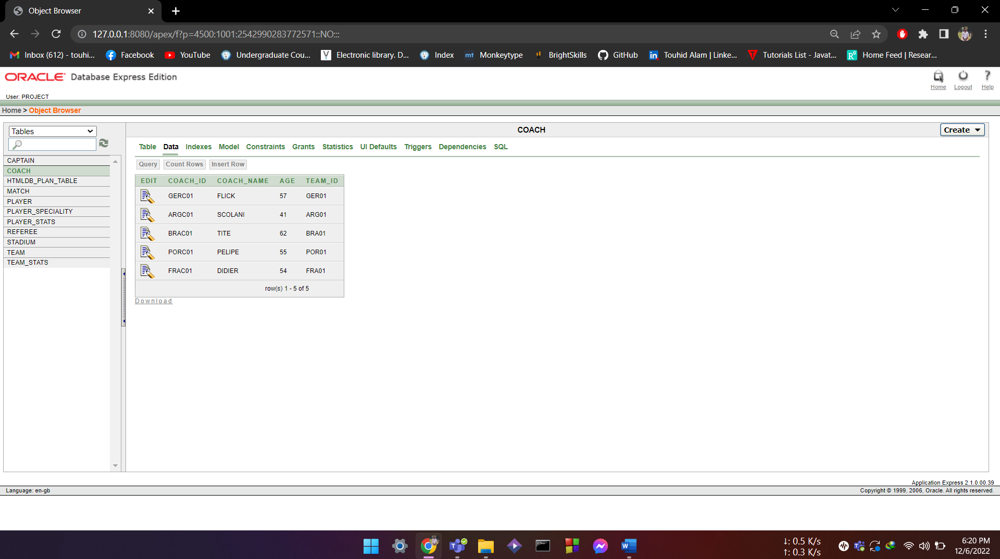 Object Browser
127.0.0.1:8080/apex/f?p=4500:1001:2542990283772571::NO:::
Inbox (612) - touhi... Facebook YouTube Undergraduate Cou... Electronic library. D... Index mt Monkeytype BrightSkills GitHub in Touhid Alam | Linke... Tutorials List - Javat... Home Feed | Resear...
ORACLE Database Express Edition
Home Logout Help
User: PROJECT
Home > Object Browser
Tables
COACH
Create
Table Data Indexes Model Constraints Grants Statistics UI Defaults Triggers Dependencies SQL
Query Count Rows Insert Row
CAPTAIN
COACH
HTMLDB_PLAN_TABLE
MATCH
PLAYER
PLAYER_SPECIALITY
PLAYER_STATS
REFEREE
STADIUM
TEAM
TEAM_STATS
EDIT COACH_ID COACH_NAME AGE TEAM_ID
GERC01 FLICK 57 GER01
ARGC01 SCOLANI 41 ARG01
BRAC01 TITE 62 BRA01
PORC01 PELIPE 55 POR01
FRAC01 DIDIER 54 FRA01
row(s) 1 - 5 of 5
Download
Application Express 2.1.0.00.39
Language: en-gb
Copyright © 1999, 2006, Oracle. All rights reserved.
↓: 0.5 K/s
↑: 0.3 K/s
6:20 PM
12/6/2022